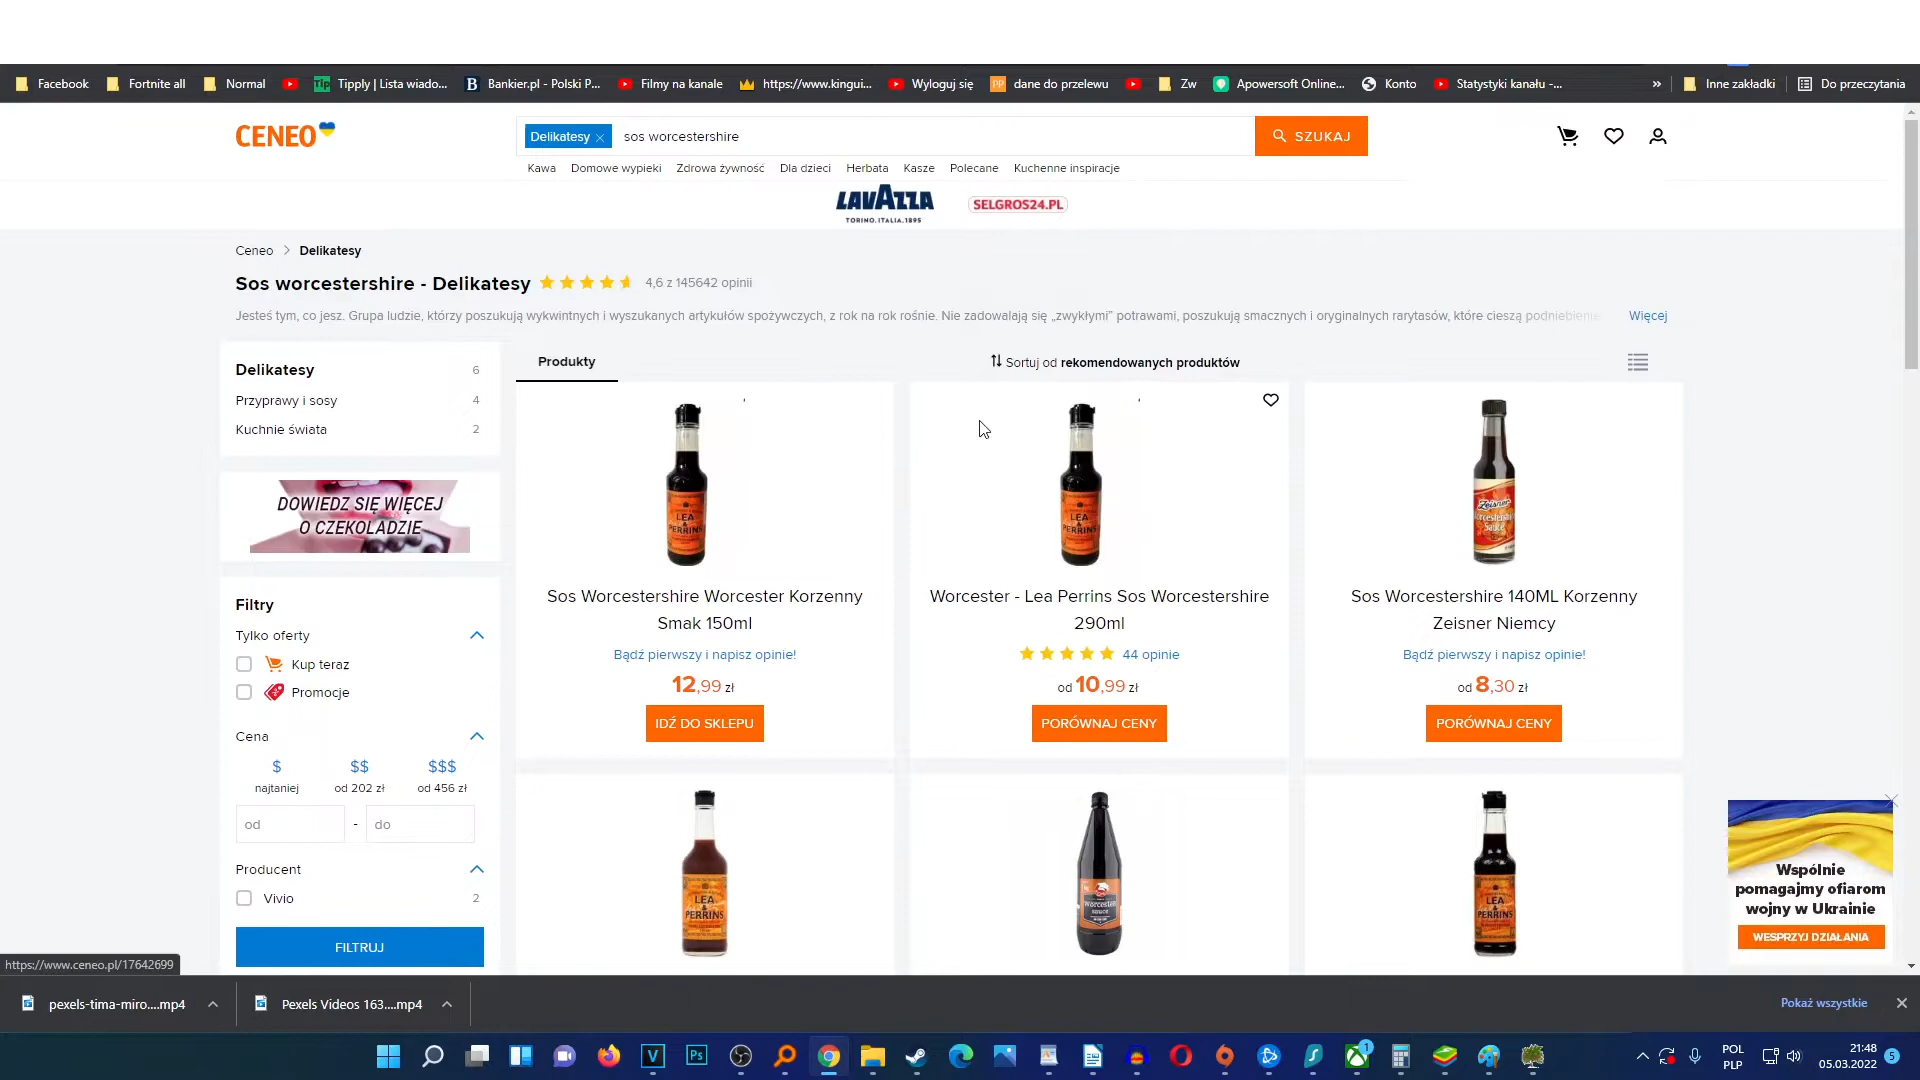 Facebook Fortnite all Normal Tipply | Lista wiado... Bankier.pl - Polski P... Filmy na kanale https://www.kingui... Wyloguj się dane do przelewu Zw Apowersoft Online... Konto Statystyki kanału -... » Inne zakładki Do przeczytania
CENEO Delikatesy × sos worcestershire SZUKAJ
Kawa Domowe wypieki Zdrowa żywność Dla dzieci Herbata Kasze Polecane Kuchenne inspiracje
LAVAZZA SELGROS24.PL
TORINO, ITALIA, 1895
Ceneo > Delikatesy
Sos worcestershire - Delikatesy 4,6 z 145642 opinii
Jesteś tym, co jesz. Grupa ludzie, którzy poszukują wykwintnych i wyszukanych artykułów spożywczych, z rok na rok rośnie. Nie zadowalają się „zwykłymi” potrawami, poszukują smacznych i oryginalnych rarytasów, które cieszą podniebienie Więcej
Delikatesy 6
Przyprawy i sosy 4
Kuchnie świata 2
DOWIEDZ SIĘ WIĘCEJ
O CZEKOLADZIE
Filtry
Tylko oferty
Kup teraz
Promocje
Cena
$ $$ $$$
najtaniej od 202 zł od 456 zł
od - do
Producent
Vivio 2
FILTRUJ
Produkty Sortuj od rekomendowanych produktów
LEA & PERRINS
LEA & PERRINS
Zeisner
Worcestershire
Sauce
Sos Worcestershire Worcester Korzenny
Smak 150ml
Bądź pierwszy i napisz opinie!
12,99 zł
IDŹ DO SKLEPU
Worcester - Lea Perrins Sos Worcestershire
290ml
44 opinie
od 10,99 zł
PORÓWNAJ CENY
Sos Worcestershire 140ML Korzenny
Zeisner Niemcy
Bądź pierwszy i napisz opinie!
od 8,30 zł
PORÓWNAJ CENY
LEA & PERRINS
worcester
sauce
LEA & PERRINS
Wspólnie
pomagajmy ofiarom
wojny w Ukrainie
WESPRZYJ DZIAŁANIA
https://www.ceneo.pl/17642699
pexels-tima-miro....mp4 Pexels Videos 163....mp4 Pokaż wszystkie
POL 21:48
PLP 05.03.2022 5